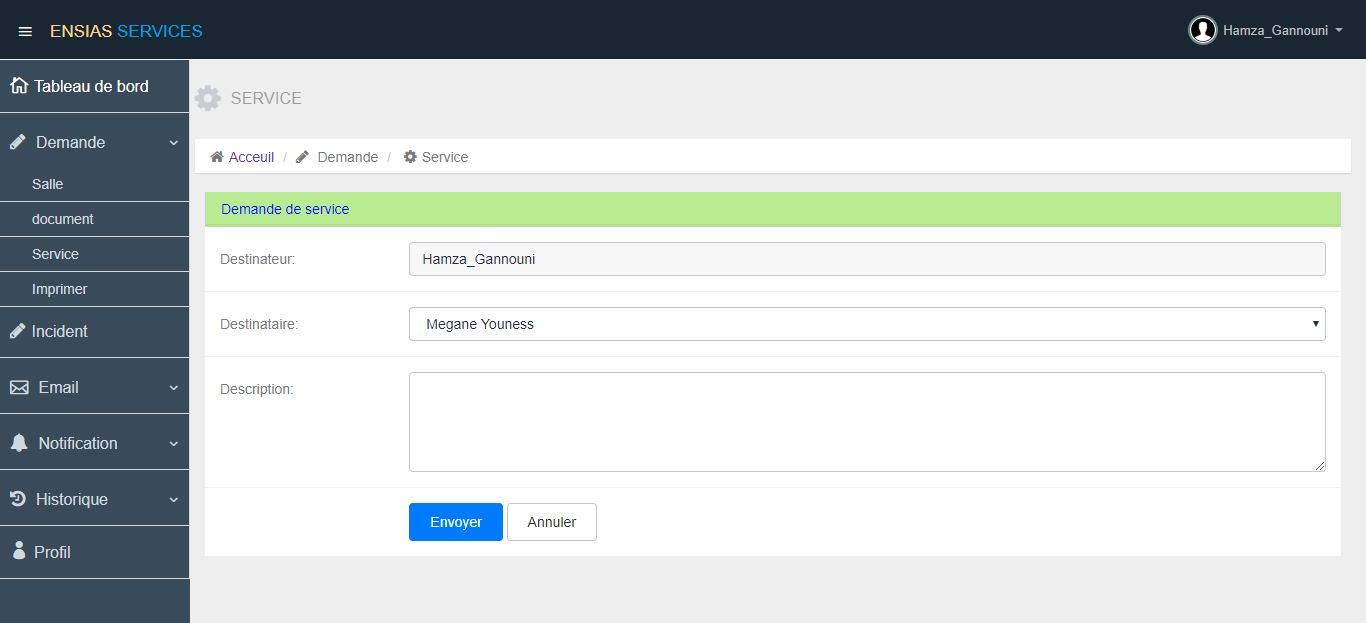 ENSIAS SERVICES
Hamza_Gannouni
Tableau de bord
Demande
Salle
document
Service
Imprimer
Incident
Email
Notification
Historique
Profil
SERVICE
Acceuil / Demande / Service
Demande de service
Destinateur: Hamza_Gannouni
Destinataire: Megane Youness
Description:
Envoyer Annuler